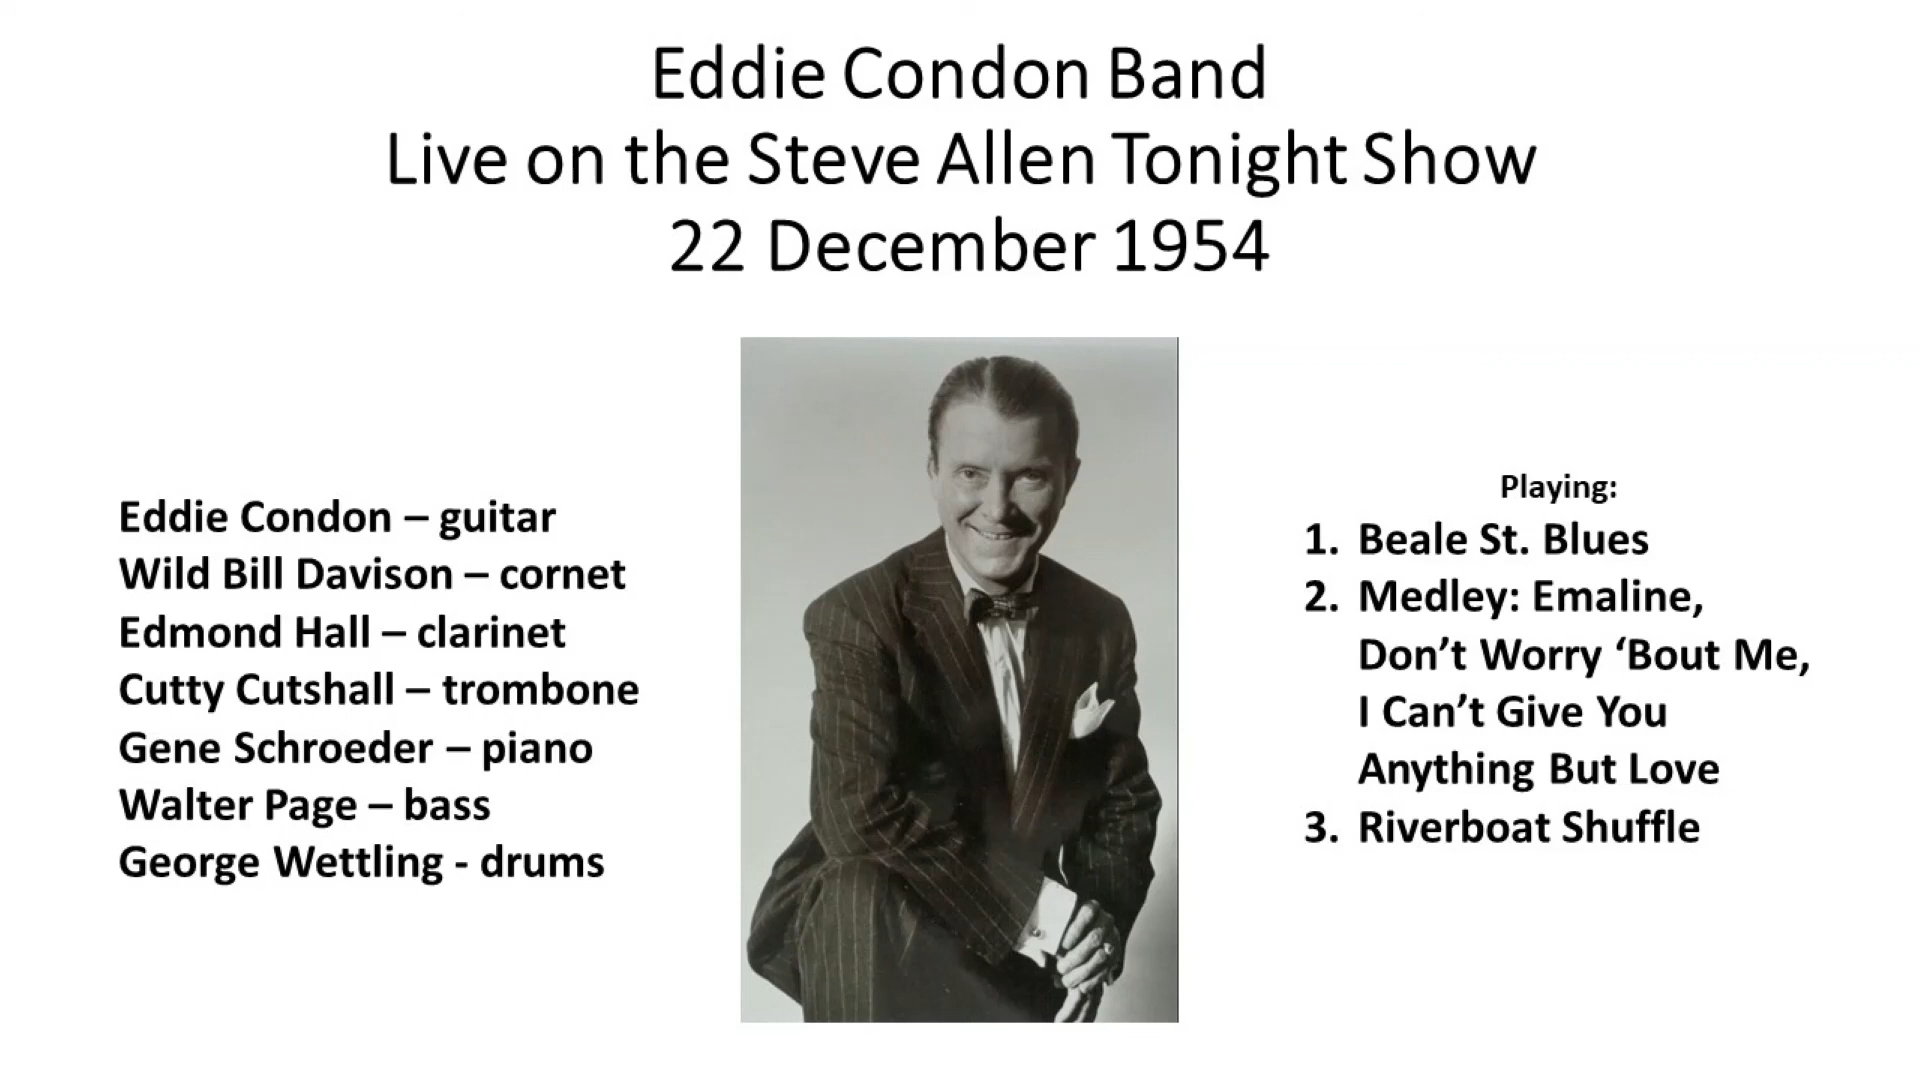 Eddie Condon Band
Live on the Steve Allen Tonight Show
22 December 1954
Eddie Condon – guitar
Wild Bill Davison – cornet
Edmond Hall – clarinet
Cutty Cutshall – trombone
Gene Schroeder – piano
Walter Page – bass
George Wettling - drums
Playing:
1. Beale St. Blues
2. Medley: Emaline,
Don’t Worry ‘Bout Me,
I Can’t Give You
Anything But Love
3. Riverboat Shuffle